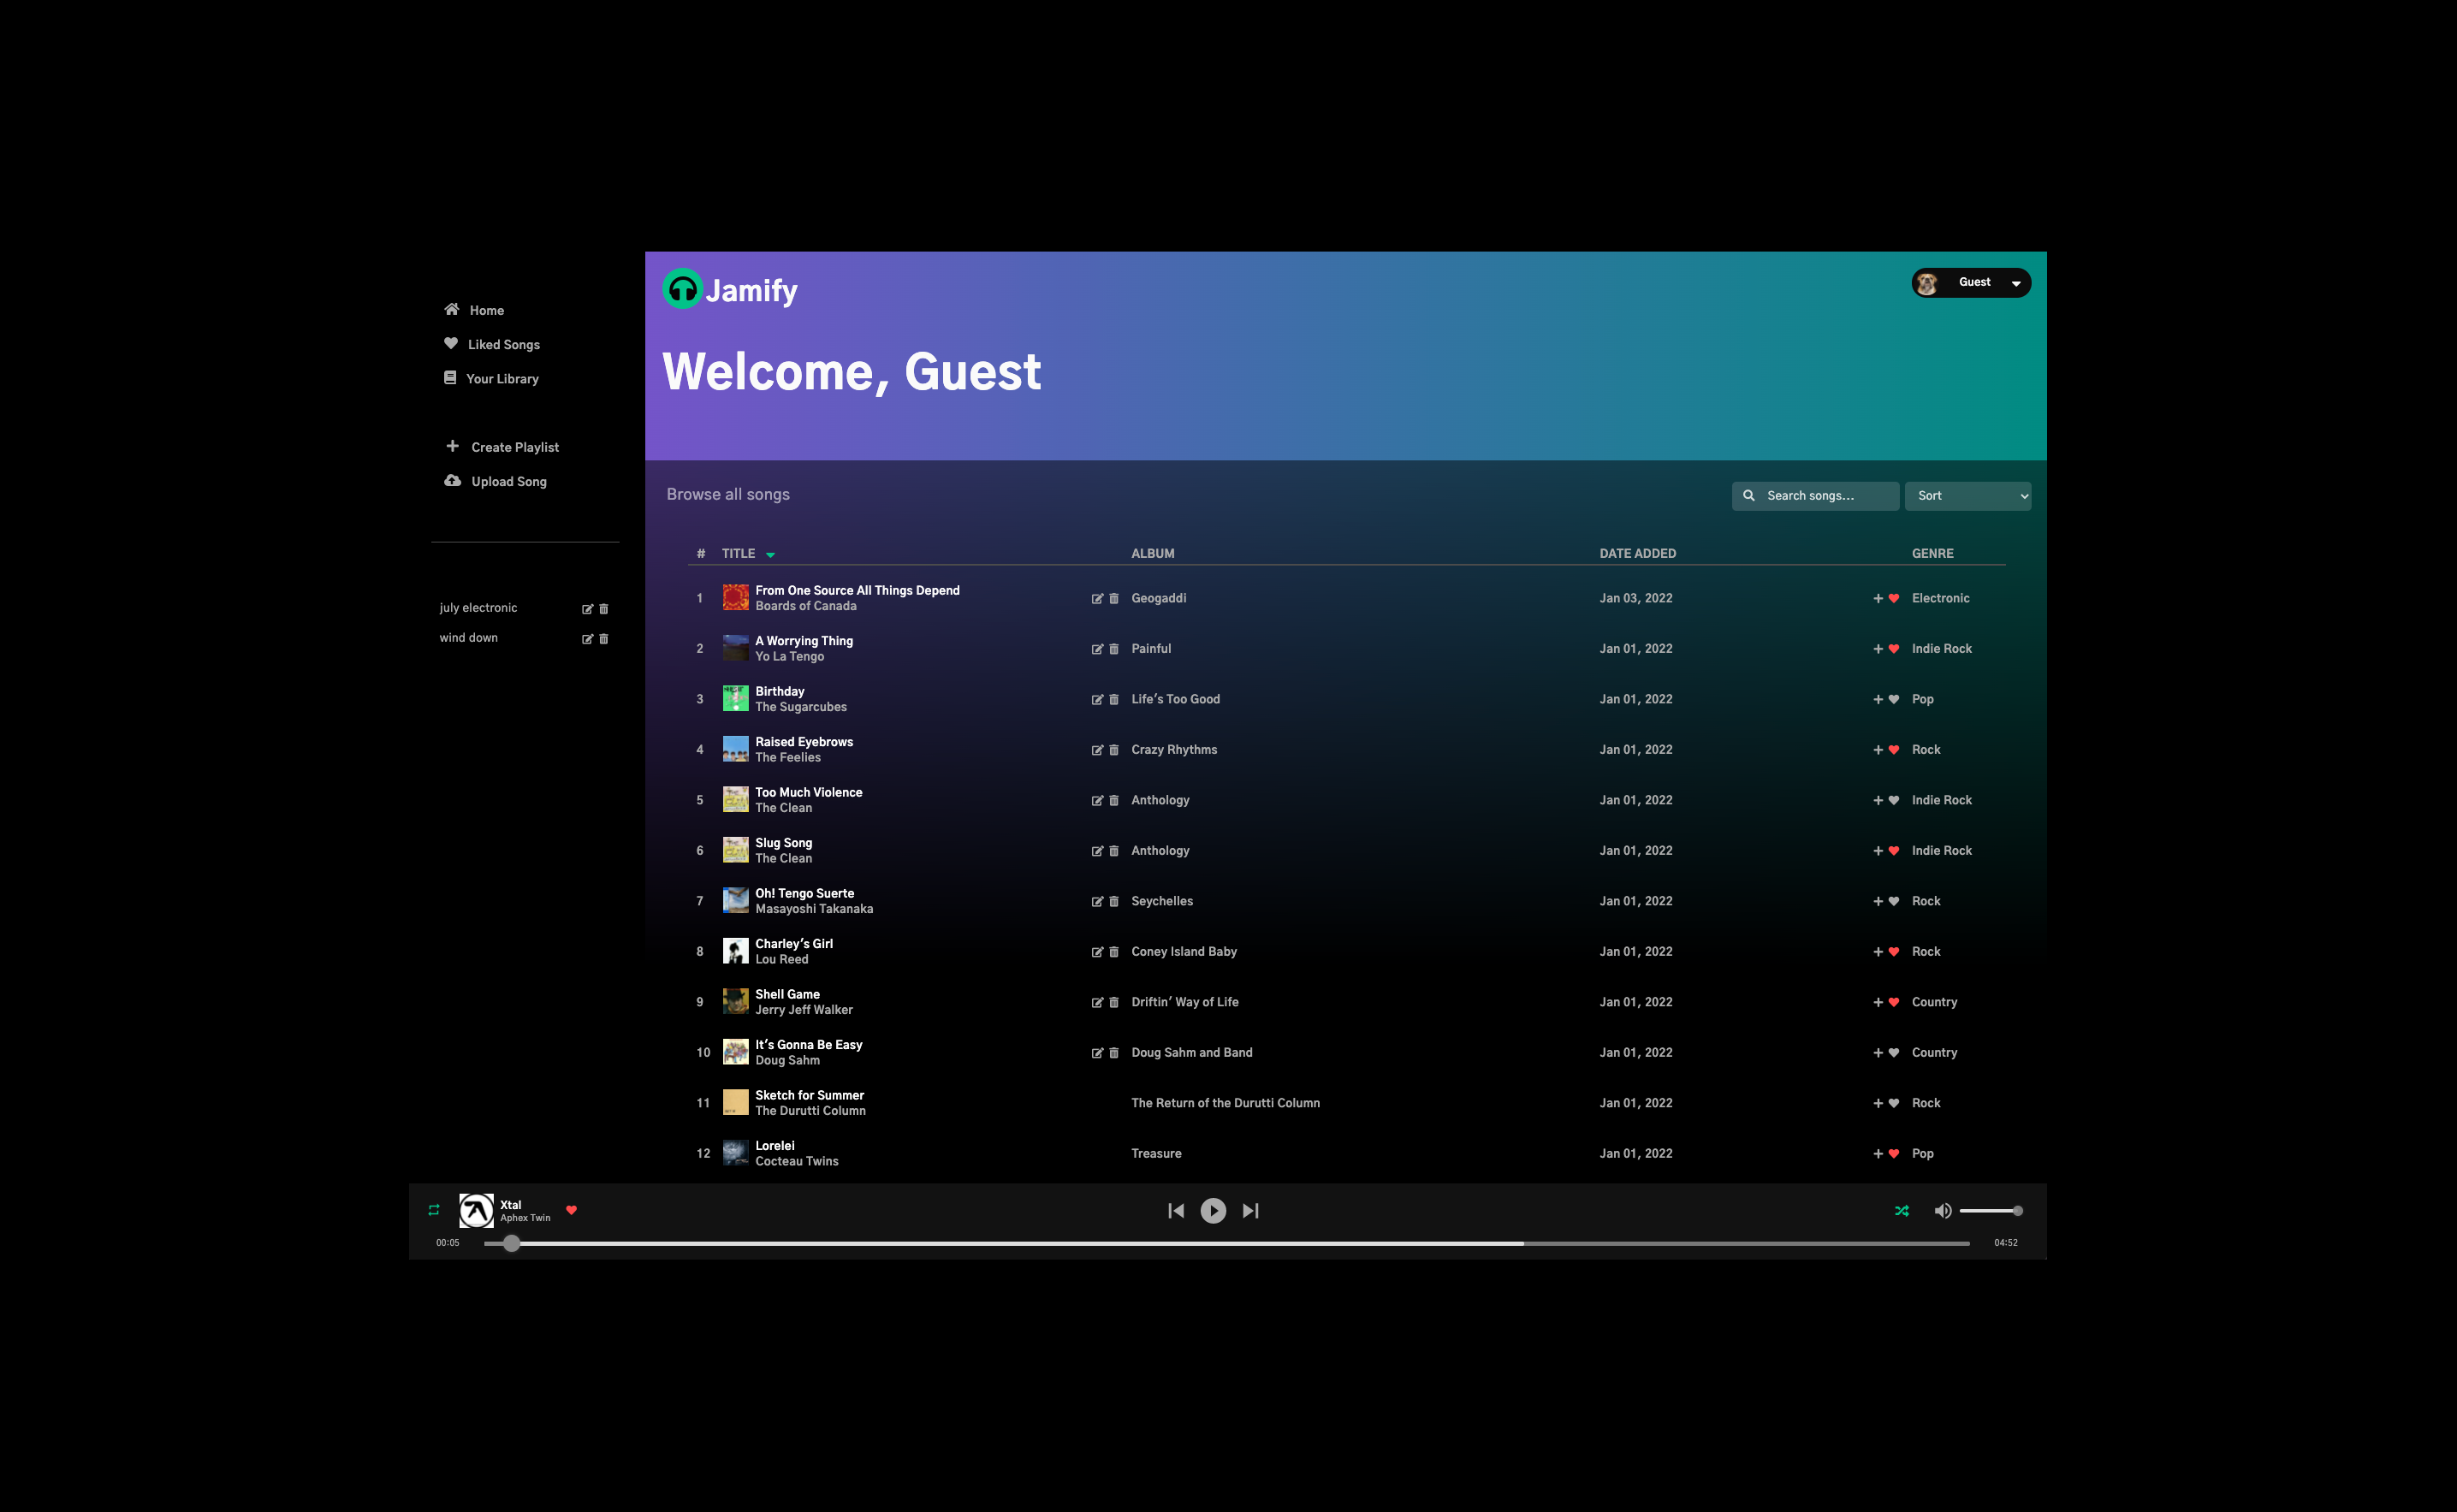 Jamify
Guest
Home
Liked Songs
Your Library
Create Playlist
Upload Song
july electronic
wind down
Welcome, Guest
Browse all songs
Search songs...
Sort
# TITLE ALBUM DATE ADDED GENRE
1 From One Source All Things Depend Geogaddi Jan 03, 2022 Electronic
Boards of Canada
2 A Worrying Thing Painful Jan 01, 2022 Indie Rock
Yo La Tengo
3 Birthday Life's Too Good Jan 01, 2022 Pop
The Sugarcubes
4 Raised Eyebrows Crazy Rhythms Jan 01, 2022 Rock
The Feelies
5 Too Much Violence Anthology Jan 01, 2022 Indie Rock
The Clean
6 Slug Song Anthology Jan 01, 2022 Indie Rock
The Clean
7 Oh! Tengo Suerte Seychelles Jan 01, 2022 Rock
Masayoshi Takanaka
8 Charley's Girl Coney Island Baby Jan 01, 2022 Rock
Lou Reed
9 Shell Game Driftin' Way of Life Jan 01, 2022 Country
Jerry Jeff Walker
10 It's Gonna Be Easy Doug Sahm and Band Jan 01, 2022 Country
Doug Sahm
11 Sketch for Summer The Return of the Durutti Column Jan 01, 2022 Rock
The Durutti Column
12 Lorelei Treasure Jan 01, 2022 Pop
Cocteau Twins
Xtal
Aphex Twin
00:05
04:52